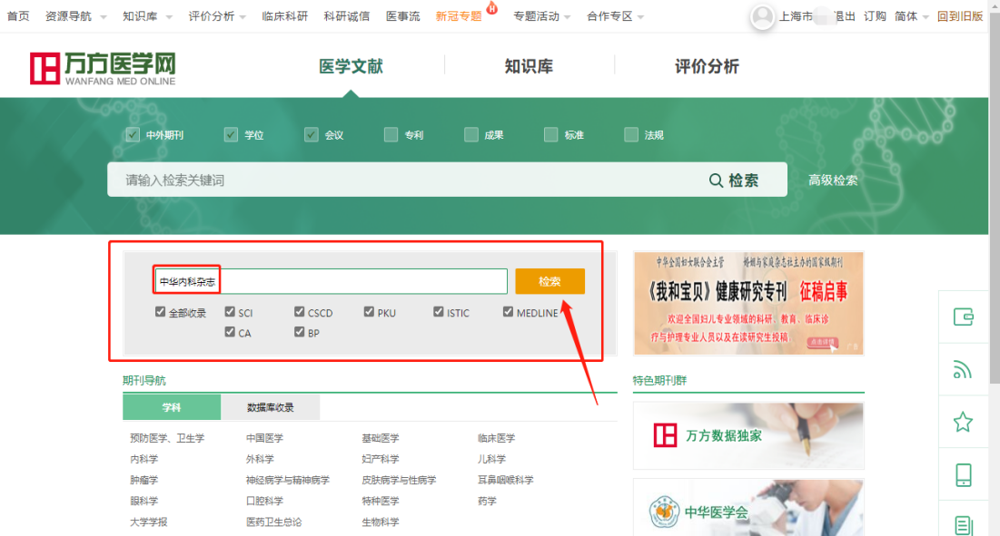 首页 资源导航 知识库 评价分析 临床科研 科研诚信 医事流 新冠专题 H 专题活动 合作专区 上海市 退出 订购 简体 回到旧版
万方医学网
WANFANG MED ONLINE
医学文献 知识库 评价分析
中外期刊 学位 会议 专利 成果 标准 法规
请输入检索关键词 检索 高级检索
中华内科杂志 检索
全部收录 SCI CSCD PKU ISTIC MEDLINE
CA BP
中华全国妇女联合会主管 婚姻与家庭杂志社主办的国家级期刊
《我和宝贝》健康研究专刊 征稿启事
欢迎全国妇儿专业领域的科研、教育、临床诊
疗与护理专业人员以及在读研究生投稿。
点击详情
广告
期刊导航
学科 数据库收录
预防医学、卫生学 中国医学 基础医学 临床医学
内科学 外科学 妇产科学 儿科学
肿瘤学 神经病学与精神病学 皮肤病学与性病学 耳鼻咽喉科学
眼科学 口腔科学 特种医学 药学
大学学报 医药卫生总论 生物科学
特色期刊群
万方数据独家
中华医学会